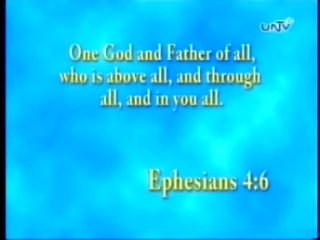 UNTV
One God and Father of all,
who is above all, and through
all, and in you all.
Ephesians 4:6